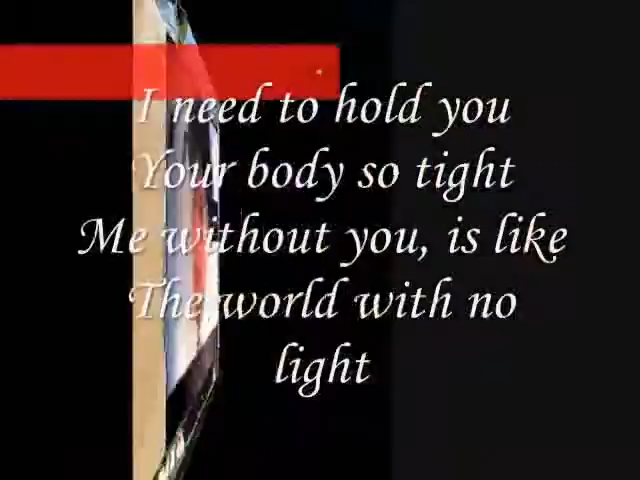 I need to hold you
Your body so tight
Me without you, is like
The world with no
light